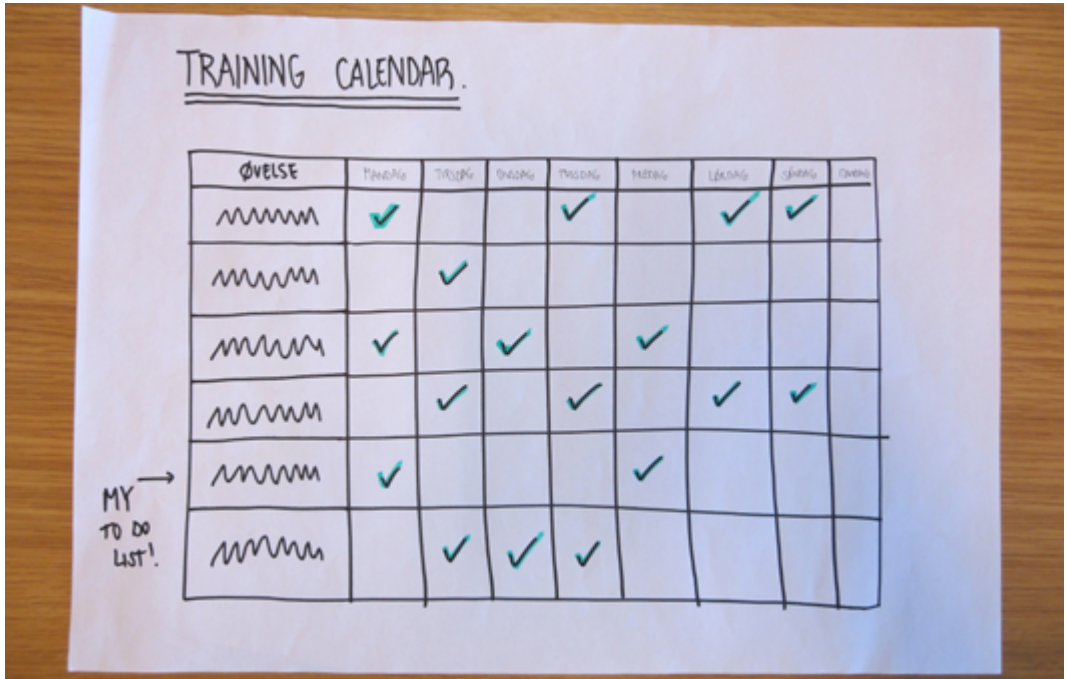 TRAINING CALENDAR.
ØVELSE MANDAG TIRSDAG ONSDAG TORSDAG FREDAG LØRDAG SØNDAG
MY
TO DO
LIST!